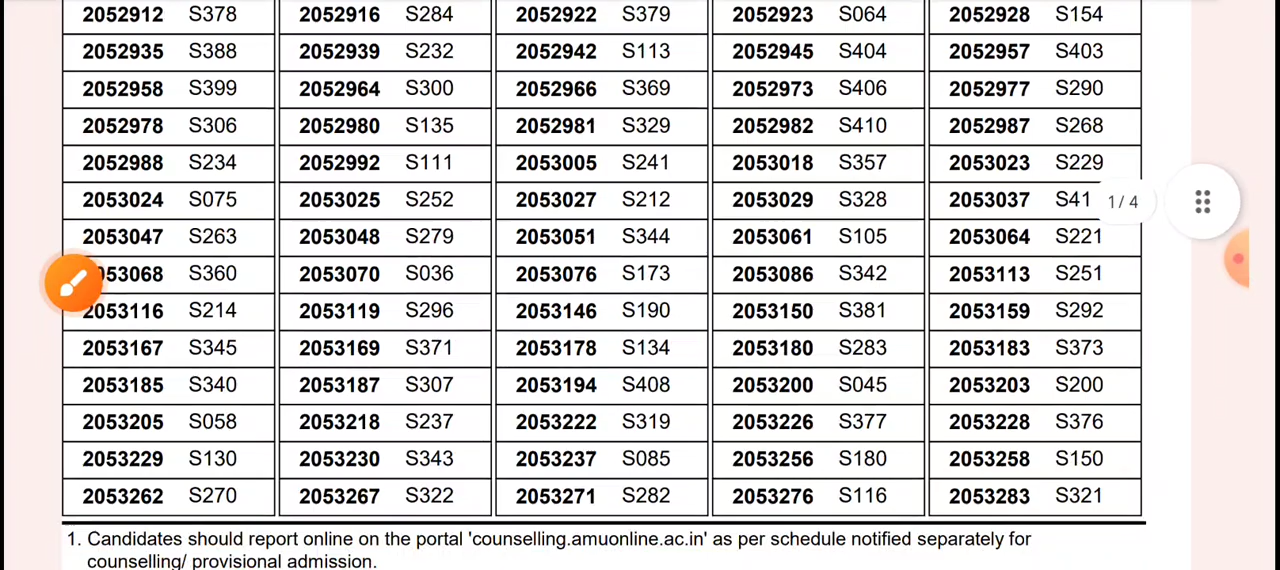 2052912 S378 2052916 S284 2052922 S379 2052923 S064 2052928 S154
2052935 S388 2052939 S232 2052942 S113 2052945 S404 2052957 S403
2052958 S399 2052964 S300 2052966 S369 2052973 S406 2052977 S290
2052978 S306 2052980 S135 2052981 S329 2052982 S410 2052987 S268
2052988 S234 2052992 S111 2053005 S241 2053018 S357 2053023 S229
2053024 S075 2053025 S252 2053027 S212 2053029 S328 2053037 S41 1 / 4
2053047 S263 2053048 S279 2053051 S344 2053061 S105 2053064 S221
53068 S360 2053070 S036 2053076 S173 2053086 S342 2053113 S251
2053116 S214 2053119 S296 2053146 S190 2053150 S381 2053159 S292
2053167 S345 2053169 S371 2053178 S134 2053180 S283 2053183 S373
2053185 S340 2053187 S307 2053194 S408 2053200 S045 2053203 S200
2053205 S058 2053218 S237 2053222 S319 2053226 S377 2053228 S376
2053229 S130 2053230 S343 2053237 S085 2053256 S180 2053258 S150
2053262 S270 2053267 S322 2053271 S282 2053276 S116 2053283 S321
1. Candidates should report online on the portal 'counselling.amuonline.ac.in' as per schedule notified separately for
counselling/ provisional admission.